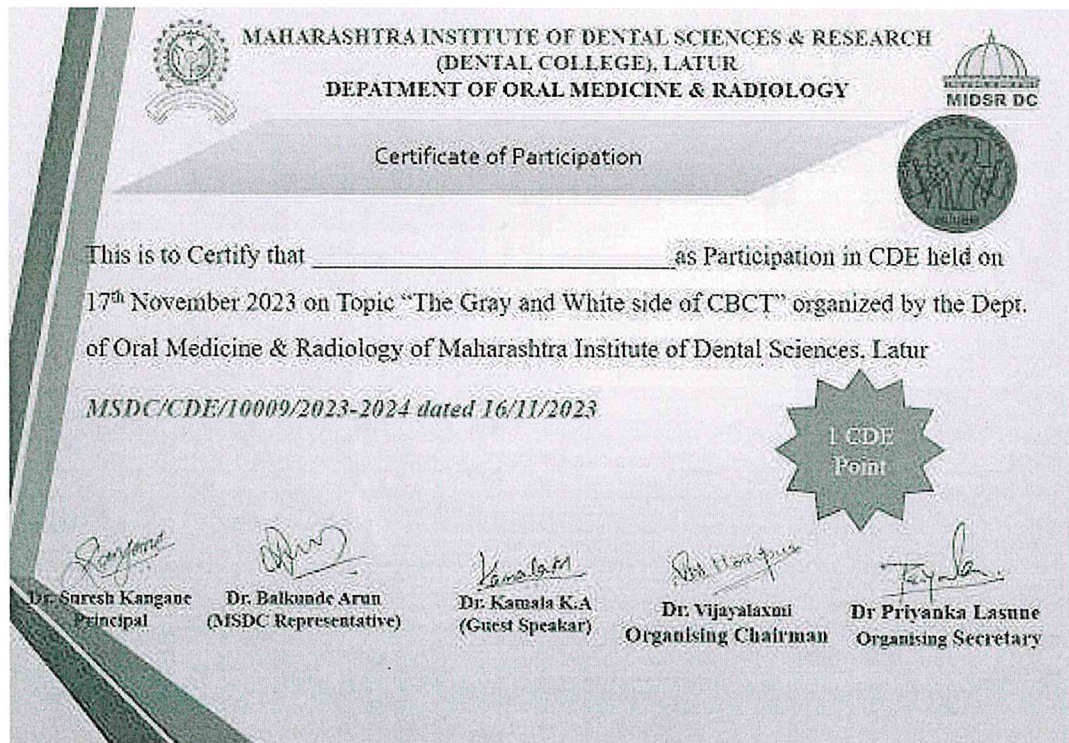 MAHARASHTRA INSTITUTE OF DENTAL SCIENCES & RESEARCH
(DENTAL COLLEGE), LATUR
DEPATMENT OF ORAL MEDICINE & RADIOLOGY
MIDSR DC
Certificate of Participation
This is to Certify that ______________________________as Participation in CDE held on
17th November 2023 on Topic “The Gray and White side of CBCT” organized by the Dept.
of Oral Medicine & Radiology of Maharashtra Institute of Dental Sciences, Latur
MSDC/CDE/10009/2023-2024 dated 16/11/2023
1 CDE
Point
Dr. Suresh Kangane
Principal
Dr. Balkunde Arun
(MSDC Representative)
Kamala K
Dr. Kamala K.A
(Guest Speakar)
Dr. Vijayalaxmi
Organising Chairman
Dr Priyanka Lasune
Organising Secretary